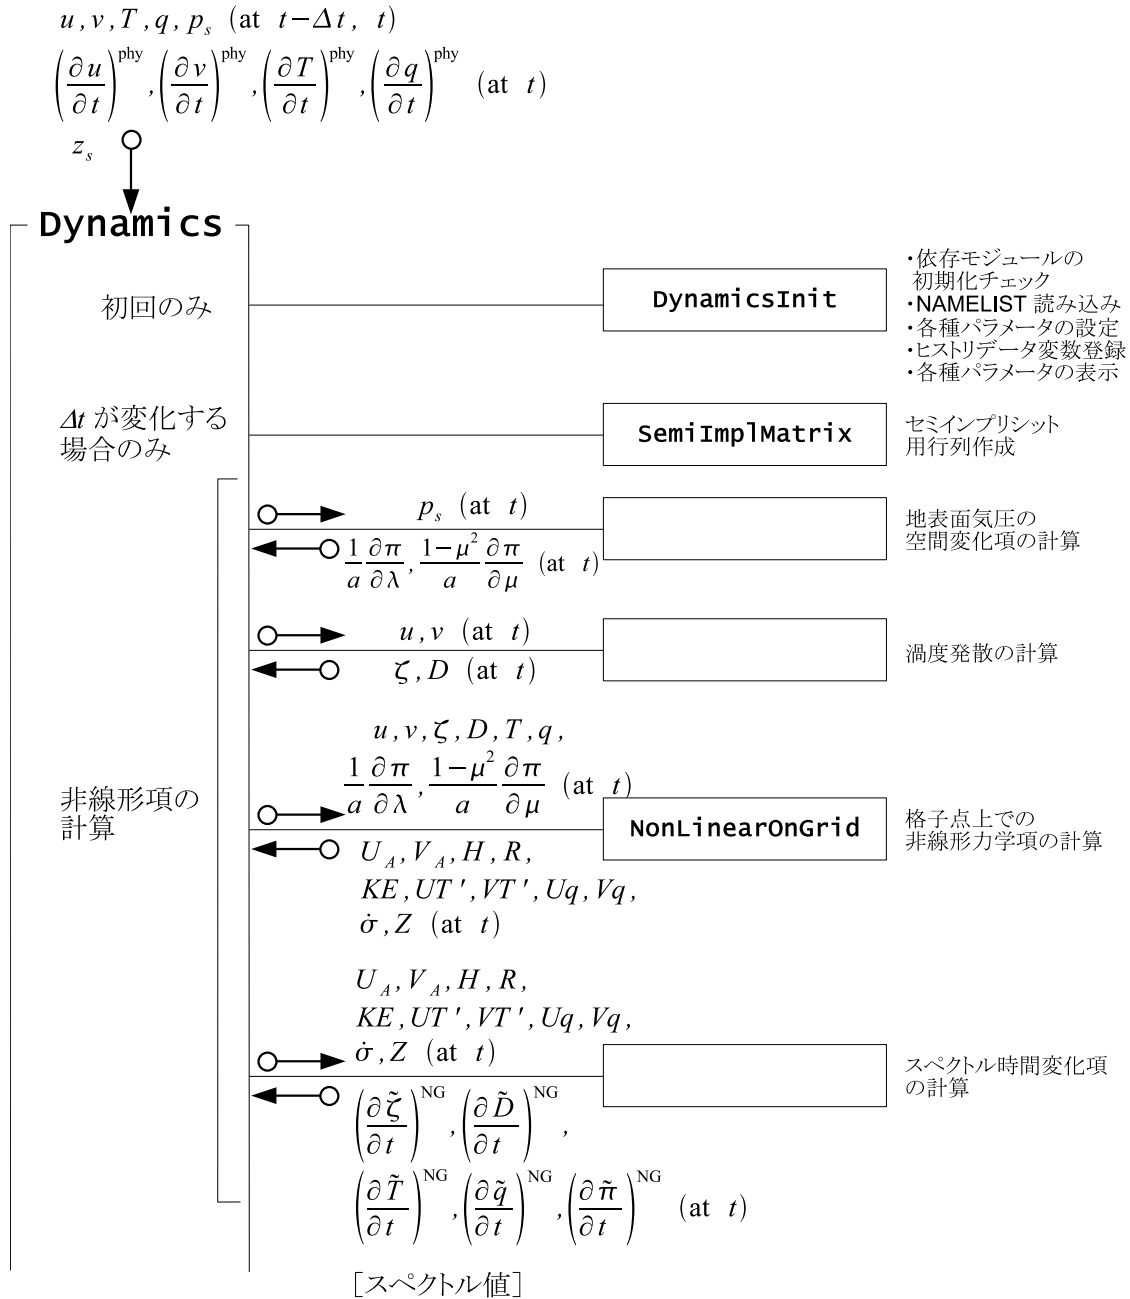 u, v, T, q, p_s (at t−Δt, t)
(∂u/∂t)^phy, (∂v/∂t)^phy, (∂T/∂t)^phy, (∂q/∂t)^phy (at t)
z_s
Dynamics
初回のみ
DynamicsInit
・依存モジュールの
初期化チェック
・NAMELIST 読み込み
・各種パラメータの設定
・ヒストリデータ変数登録
・各種パラメータの表示
Δt が変化する
場合のみ
SemiImplMatrix
セミインプリシット
用行列作成
p_s (at t)
1/a ∂π/∂λ, (1−μ²)/a ∂π/∂μ (at t)
地表面気圧の
空間変化項の計算
u, v (at t)
ζ, D (at t)
渦度発散の計算
非線形項の
計算
u, v, ζ, D, T, q,
1/a ∂π/∂λ, (1−μ²)/a ∂π/∂μ (at t)
NonLinearOnGrid
格子点上での
非線形力学項の計算
U_A, V_A, H, R,
KE, UT', VT', Uq, Vq,
σ̇, Z (at t)
U_A, V_A, H, R,
KE, UT', VT', Uq, Vq,
σ̇, Z (at t)
スペクトル時間変化項
の計算
(∂ζ̃/∂t)^NG, (∂D̃/∂t)^NG,
(∂T̃/∂t)^NG, (∂q̃/∂t)^NG, (∂π̃/∂t)^NG (at t)
[スペクトル値]